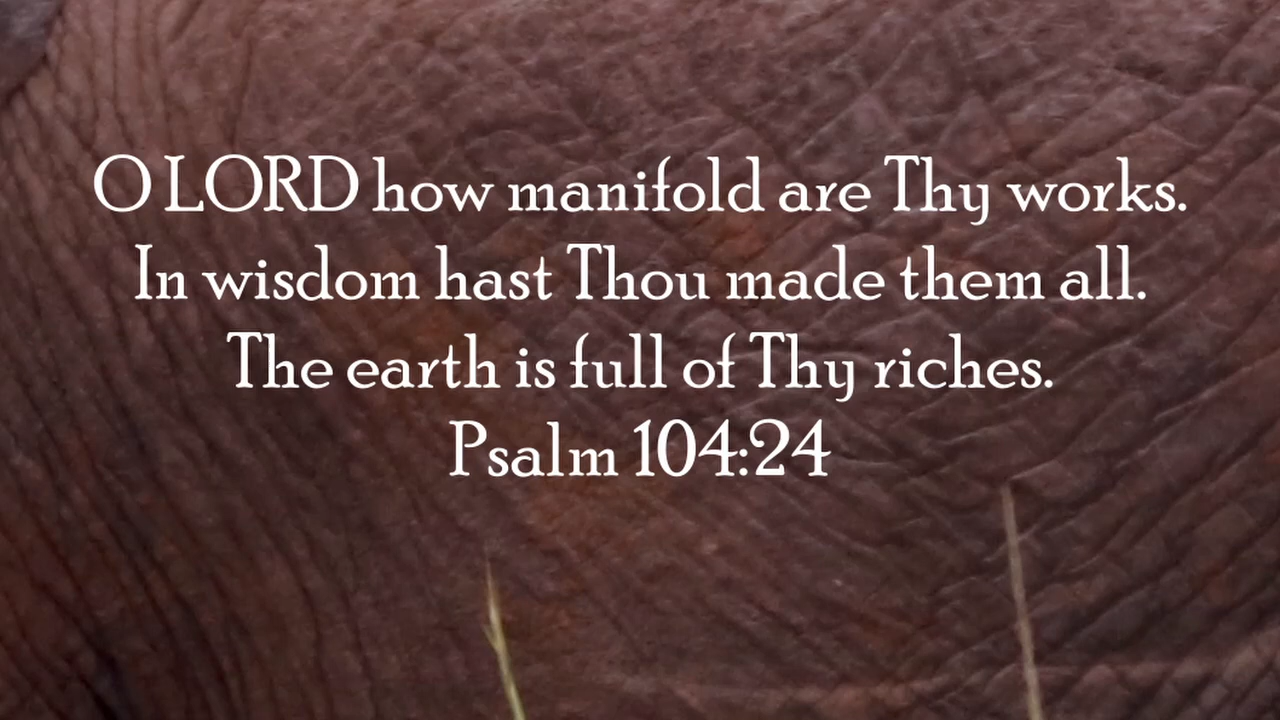 O LORD how manifold are Thy works.
In wisdom hast Thou made them all.
The earth is full of Thy riches.
Psalm 104:24